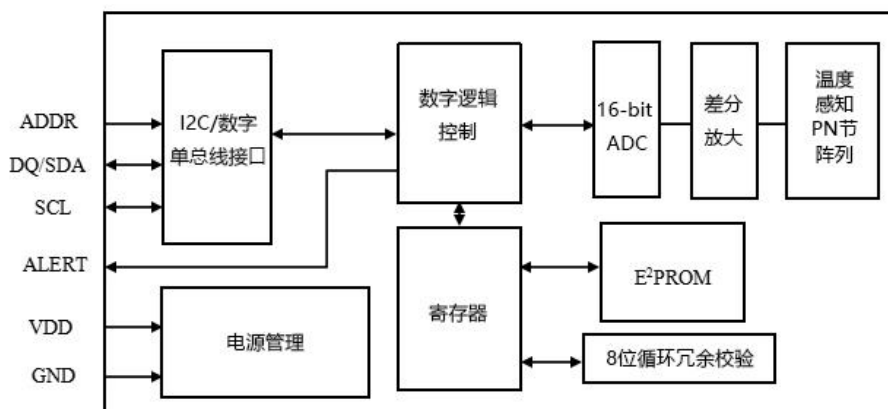 ADDR
DQ/SDA
SCL
ALERT
VDD
GND
I2C/数字
单总线接口
数字逻辑
控制
16-bit
ADC
差分
放大
温度
感知
PN节
阵列
寄存器
E²PROM
8位循环冗余校验
电源管理